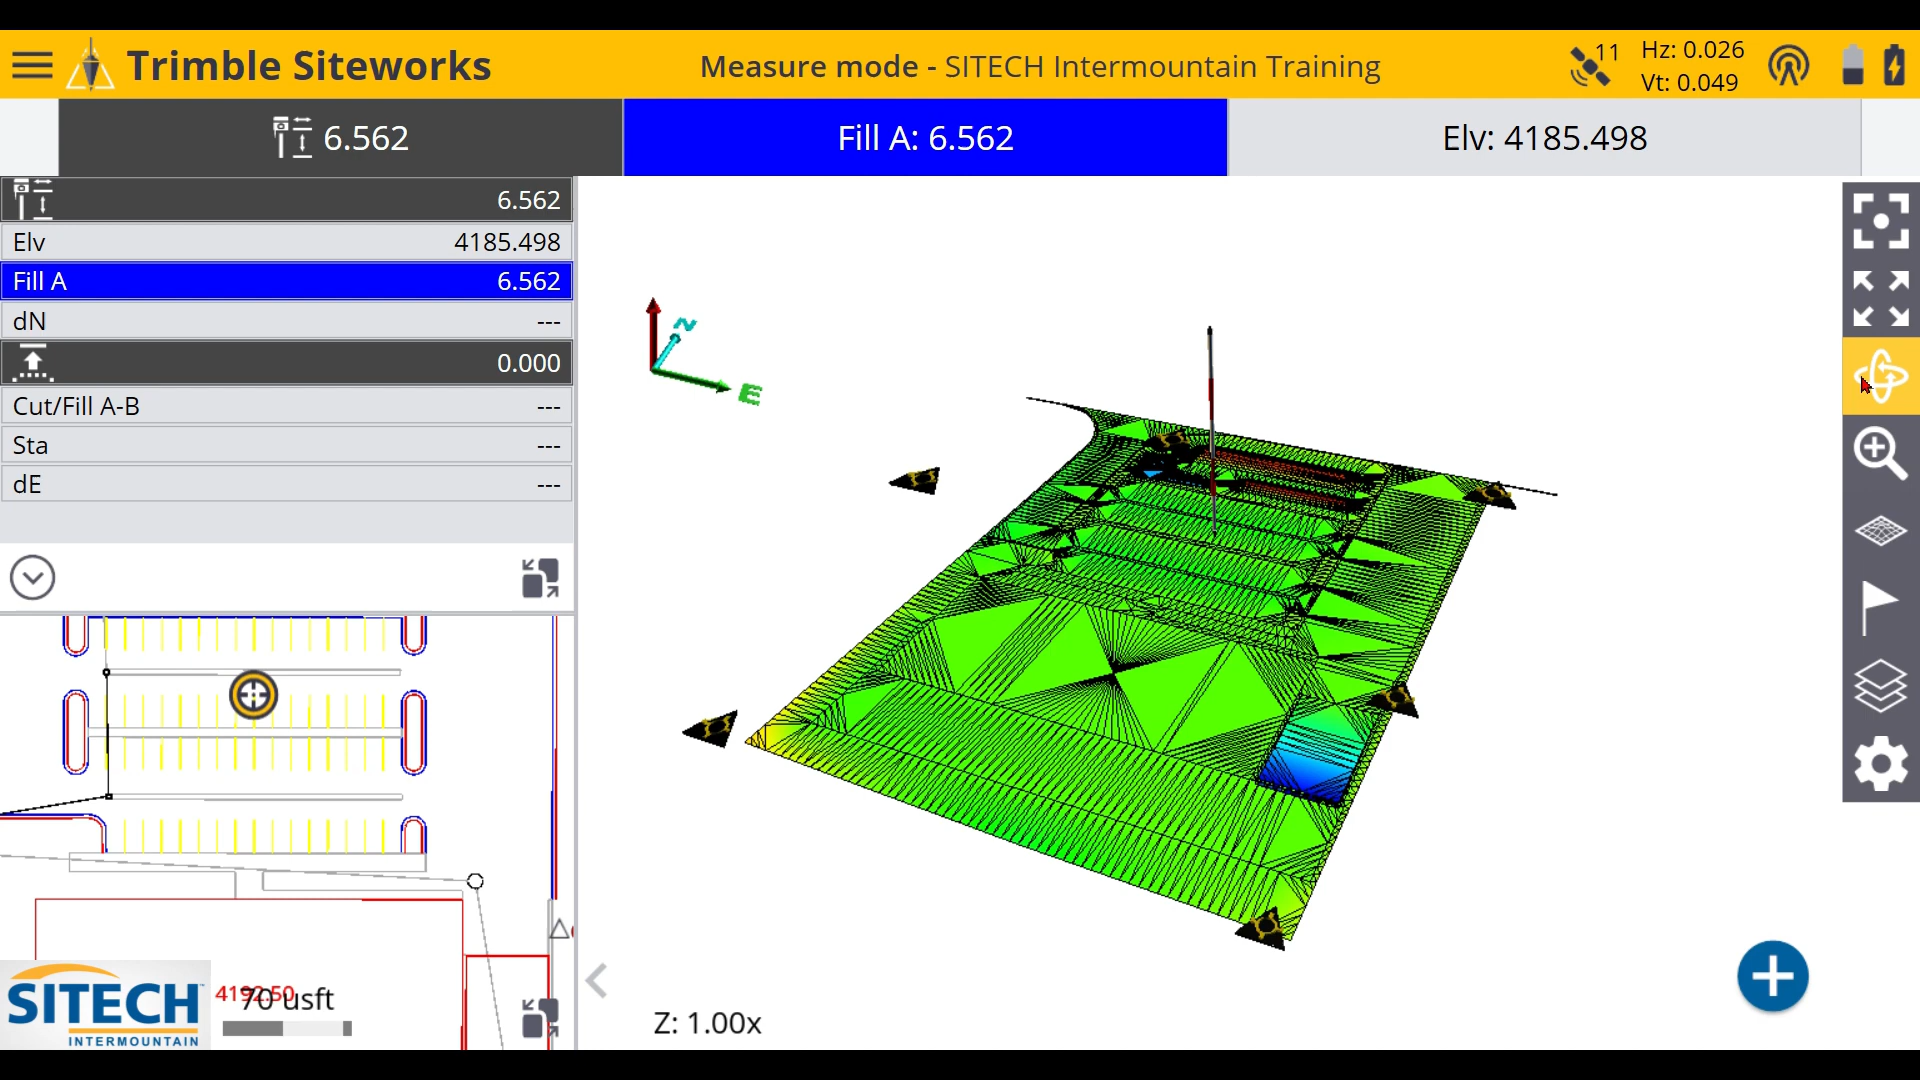 Trimble Siteworks
Measure mode - SITECH Intermountain Training
11
Hz: 0.026
Vt: 0.049
6.562
Fill A: 6.562
Elv: 4185.498
6.562
Elv 4185.498
Fill A 6.562
dN ---
0.000
Cut/Fill A-B ---
Sta ---
dE ---
N
E
4192.50
70 usft
SITECH
INTERMOUNTAIN
Z: 1.00x